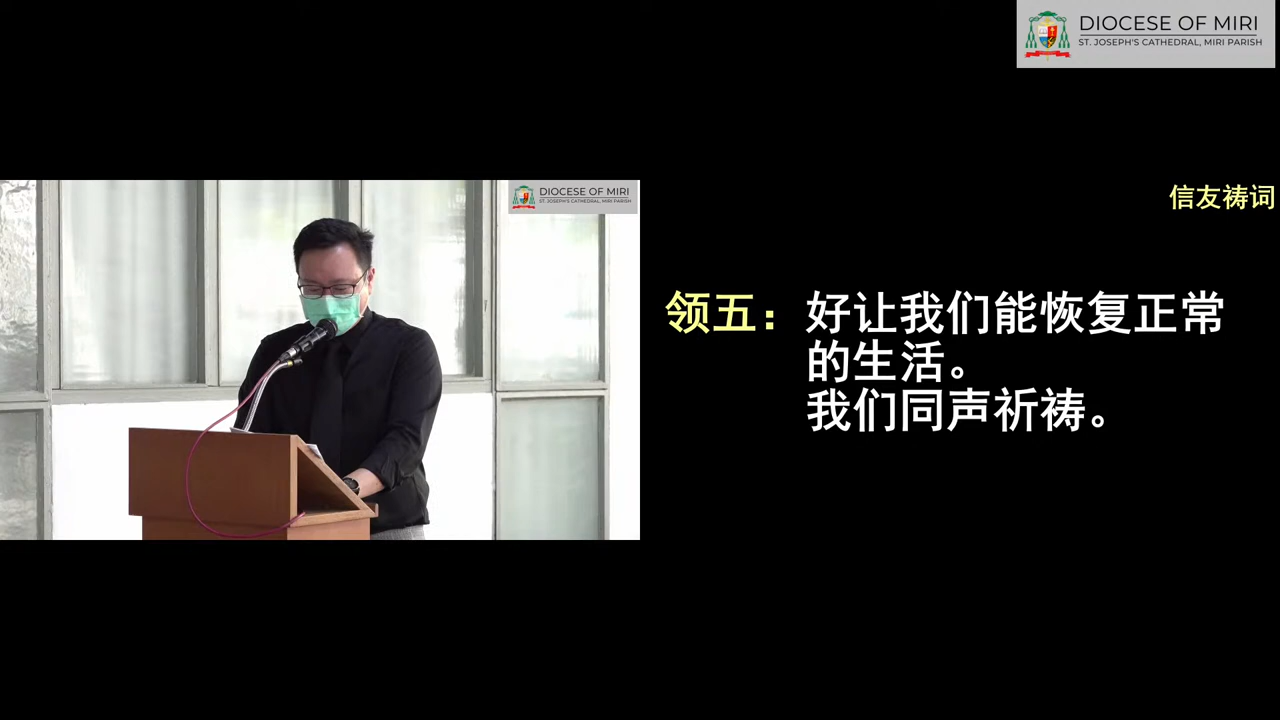 DIOCESE OF MIRI
ST. JOSEPH'S CATHEDRAL, MIRI PARISH
DIOCESE OF MIRI
ST. JOSEPH'S CATHEDRAL, MIRI PARISH
信友祷词
领五：好让我们能恢复正常
的生活。
我们同声祈祷。